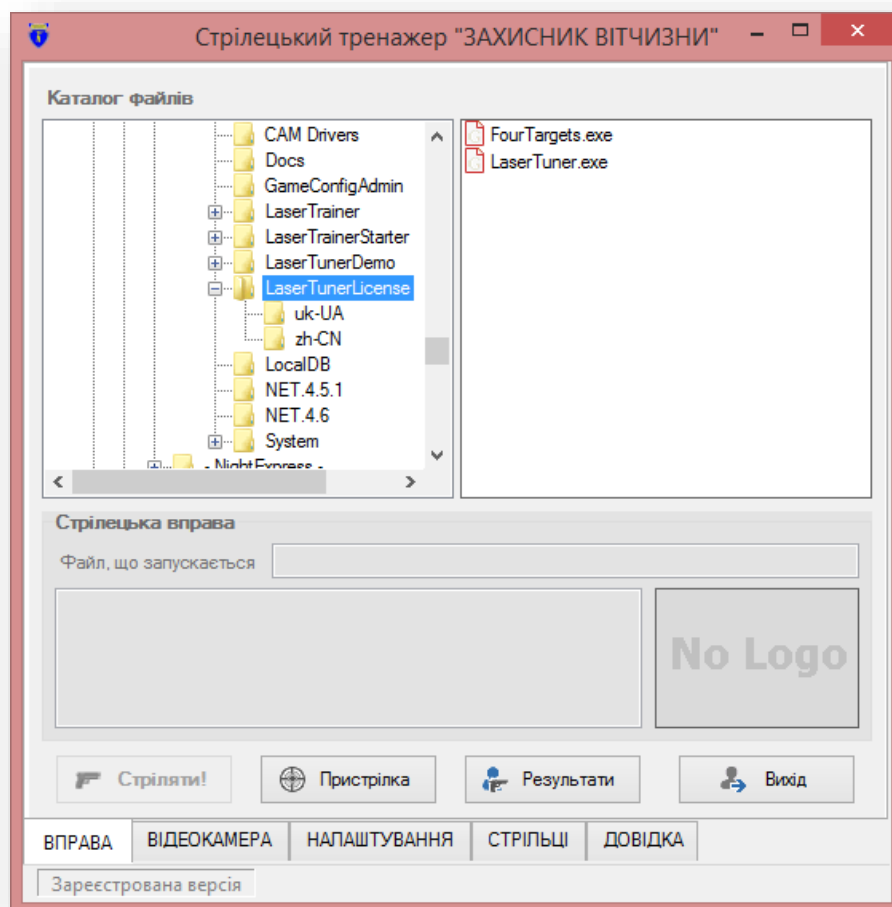 Стрілецький тренажер "ЗАХИСНИК ВІТЧИЗНИ"
Каталог файлів
CAM Drivers
Docs
GameConfigAdmin
LaserTrainer
LaserTrainerStarter
LaserTunerDemo
LaserTunerLicense
uk-UA
zh-CN
LocalDB
NET.4.5.1
NET.4.6
System
- NightExpress -
FourTargets.exe
LaserTuner.exe
Стрілецька вправа
Файл, що запускається
No Logo
Стріляти!
Пристрілка
Результати
Вихід
ВПРАВА
ВІДЕОКАМЕРА
НАЛАШТУВАННЯ
СТРІЛЬЦІ
ДОВІДКА
Зареєстрована версія